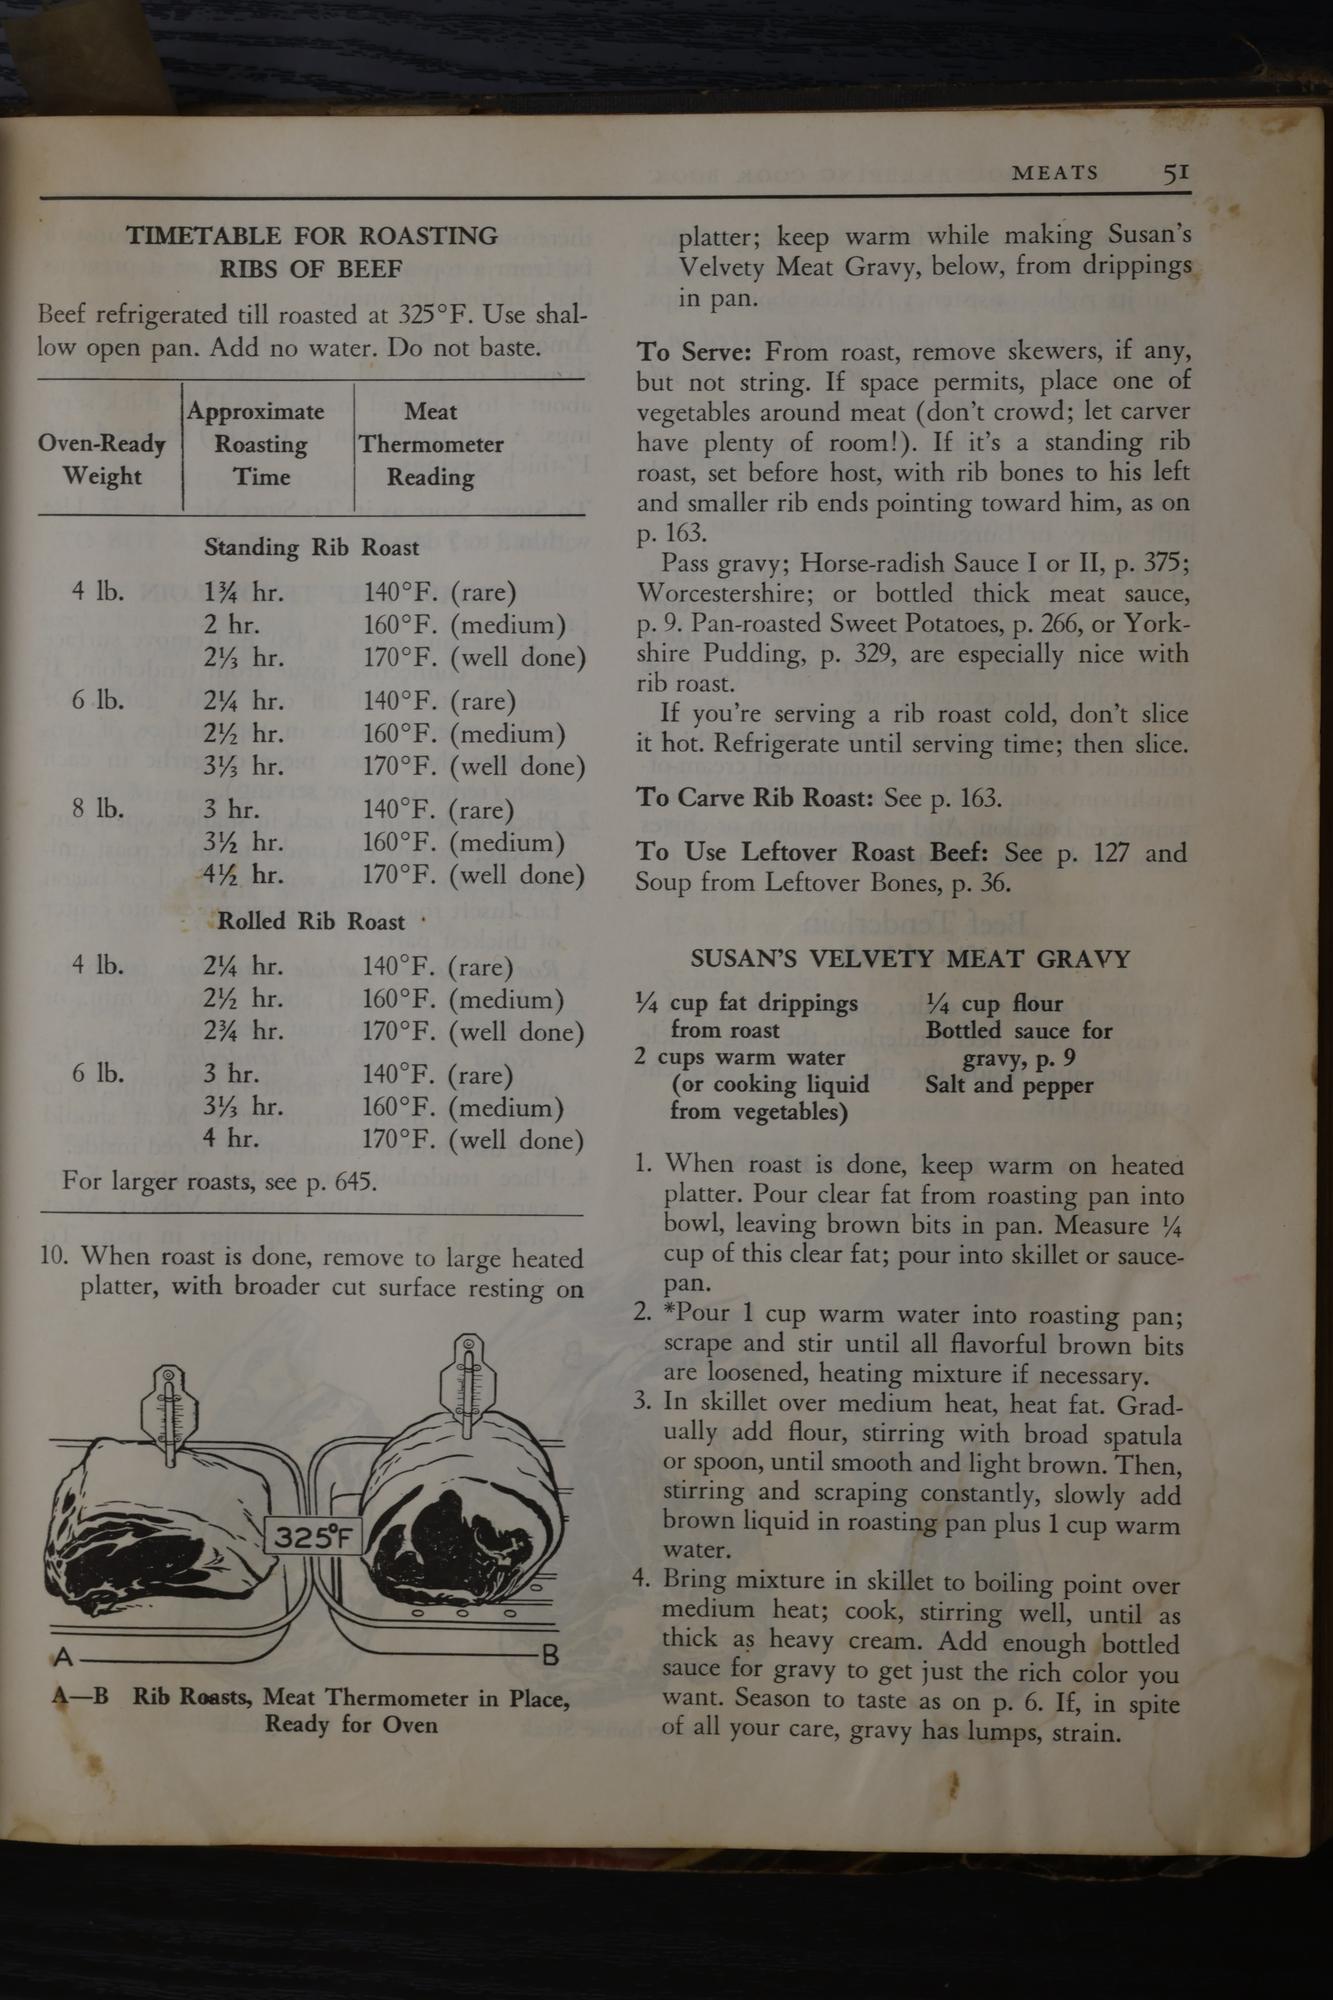 MEATS 51
TIMETABLE FOR ROASTING
RIBS OF BEEF
Beef refrigerated till roasted at 325°F. Use shal-
low open pan. Add no water. Do not baste.
Oven-Ready Weight
Approximate Roasting Time
Meat Thermometer Reading
Standing Rib Roast
4 lb. 1¾ hr. 140°F. (rare)
2 hr. 160°F. (medium)
2⅓ hr. 170°F. (well done)
6 lb. 2¼ hr. 140°F. (rare)
2½ hr. 160°F. (medium)
3⅓ hr. 170°F. (well done)
8 lb. 3 hr. 140°F. (rare)
3½ hr. 160°F. (medium)
4½ hr. 170°F. (well done)
Rolled Rib Roast
4 lb. 2¼ hr. 140°F. (rare)
2½ hr. 160°F. (medium)
2¾ hr. 170°F. (well done)
6 lb. 3 hr. 140°F. (rare)
3⅓ hr. 160°F. (medium)
4 hr. 170°F. (well done)
For larger roasts, see p. 645.
10. When roast is done, remove to large heated
platter, with broader cut surface resting on
325°F
A
B
A—B Rib Roasts, Meat Thermometer in Place,
Ready for Oven
platter; keep warm while making Susan's
Velvety Meat Gravy, below, from drippings
in pan.
To Serve: From roast, remove skewers, if any,
but not string. If space permits, place one of
vegetables around meat (don't crowd; let carver
have plenty of room!). If it's a standing rib
roast, set before host, with rib bones to his left
and smaller rib ends pointing toward him, as on
p. 163.
Pass gravy; Horse-radish Sauce I or II, p. 375;
Worcestershire; or bottled thick meat sauce,
p. 9. Pan-roasted Sweet Potatoes, p. 266, or York-
shire Pudding, p. 329, are especially nice with
rib roast.
If you're serving a rib roast cold, don't slice
it hot. Refrigerate until serving time; then slice.
To Carve Rib Roast: See p. 163.
To Use Leftover Roast Beef: See p. 127 and
Soup from Leftover Bones, p. 36.
SUSAN'S VELVETY MEAT GRAVY
¼ cup fat drippings
from roast
2 cups warm water
(or cooking liquid
from vegetables)
¼ cup flour
Bottled sauce for
gravy, p. 9
Salt and pepper
1. When roast is done, keep warm on heated
platter. Pour clear fat from roasting pan into
bowl, leaving brown bits in pan. Measure ¼
cup of this clear fat; pour into skillet or sauce-
pan.
2. *Pour 1 cup warm water into roasting pan;
scrape and stir until all flavorful brown bits
are loosened, heating mixture if necessary.
3. In skillet over medium heat, heat fat. Grad-
ually add flour, stirring with broad spatula
or spoon, until smooth and light brown. Then,
stirring and scraping constantly, slowly add
brown liquid in roasting pan plus 1 cup warm
water.
4. Bring mixture in skillet to boiling point over
medium heat; cook, stirring well, until as
thick as heavy cream. Add enough bottled
sauce for gravy to get just the rich color you
want. Season to taste as on p. 6. If, in spite
of all your care, gravy has lumps, strain.